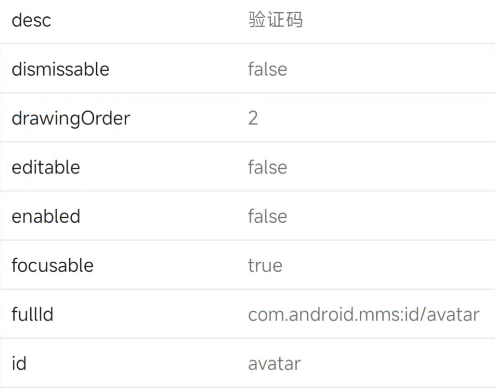 desc 验证码
dismissable false
drawingOrder 2
editable false
enabled false
focusable true
fullId com.android.mms:id/avatar
id avatar